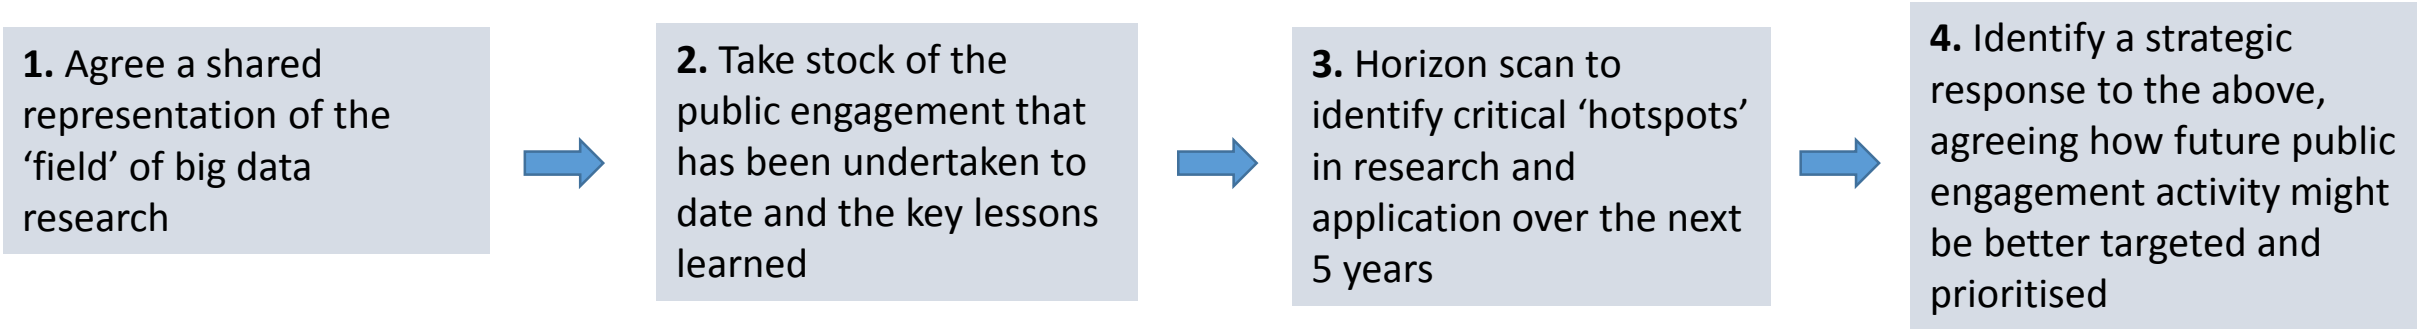 1. Agree a shared
representation of the
‘field’ of big data
research
2. Take stock of the
public engagement that
has been undertaken to
date and the key lessons
learned
3. Horizon scan to
identify critical ‘hotspots’
in research and
application over the next
5 years
4. Identify a strategic
response to the above,
agreeing how future public
engagement activity might
be better targeted and
prioritised